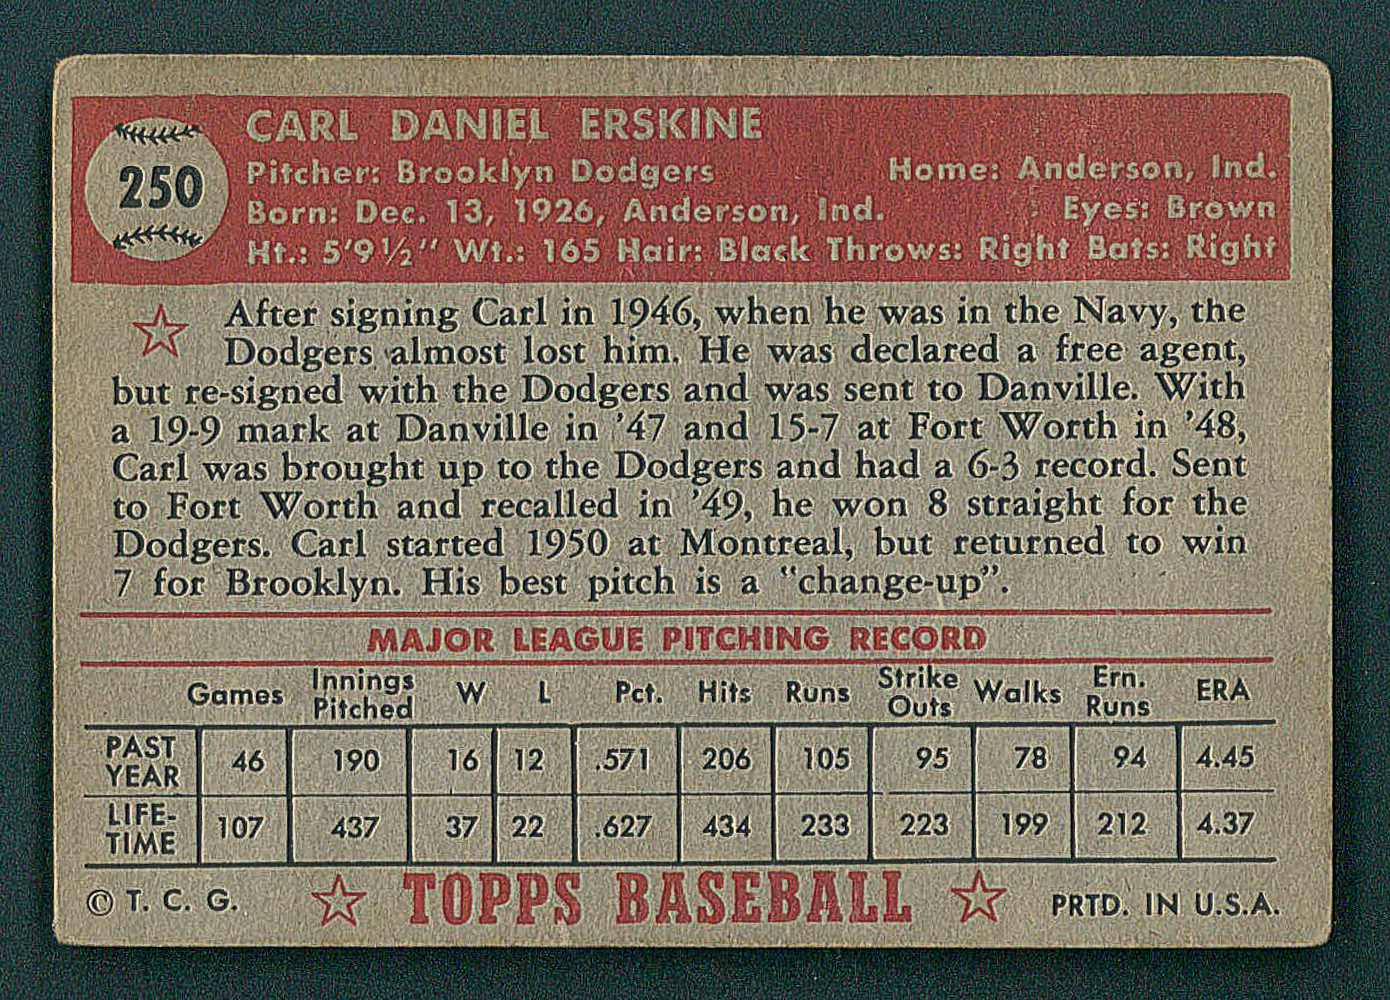 250
CARL DANIEL ERSKINE
Pitcher: Brooklyn Dodgers Home: Anderson, Ind.
Born: Dec. 13, 1926, Anderson, Ind. Eyes: Brown
Ht.: 5'9½" Wt.: 165 Hair: Black Throws: Right Bats: Right
After signing Carl in 1946, when he was in the Navy, the
Dodgers almost lost him. He was declared a free agent,
but re-signed with the Dodgers and was sent to Danville. With
a 19-9 mark at Danville in '47 and 15-7 at Fort Worth in '48,
Carl was brought up to the Dodgers and had a 6-3 record. Sent
to Fort Worth and recalled in '49, he won 8 straight for the
Dodgers. Carl started 1950 at Montreal, but returned to win
7 for Brooklyn. His best pitch is a "change-up".
MAJOR LEAGUE PITCHING RECORD
Games Innings Pitched W L Pct. Hits Runs Strike Outs Walks Ern. Runs ERA
PAST YEAR 46 190 16 12 .571 206 105 95 78 94 4.45
LIFE-TIME 107 437 37 22 .627 434 233 223 199 212 4.37
© T. C. G. TOPPS BASEBALL PRTD. IN U.S.A.